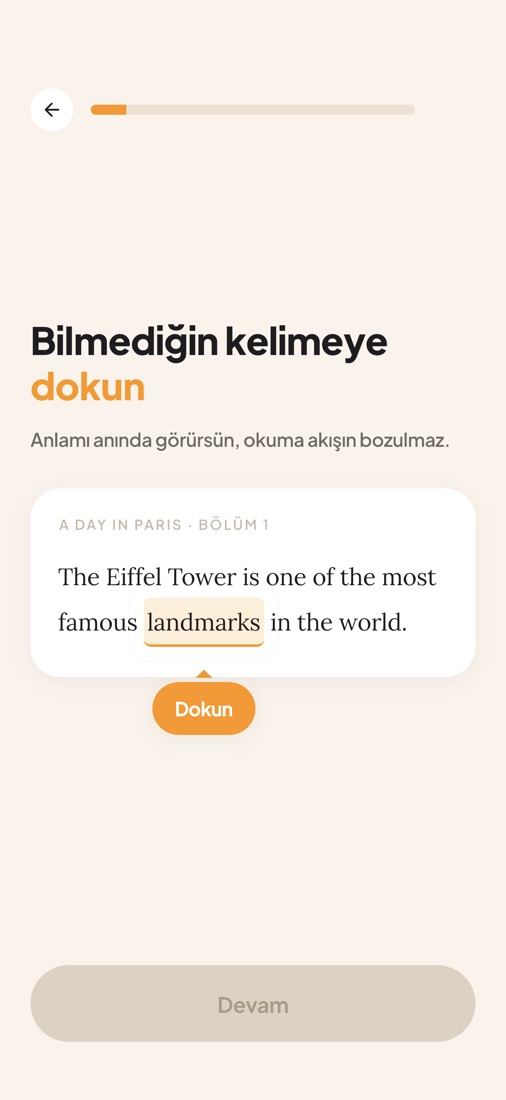 Bilmediğin kelimeye
dokun
Anlamı anında görürsün, okuma akışın bozulmaz.
A DAY IN PARIS · BÖLÜM 1
The Eiffel Tower is one of the most
famous landmarks in the world.
Dokun
Devam